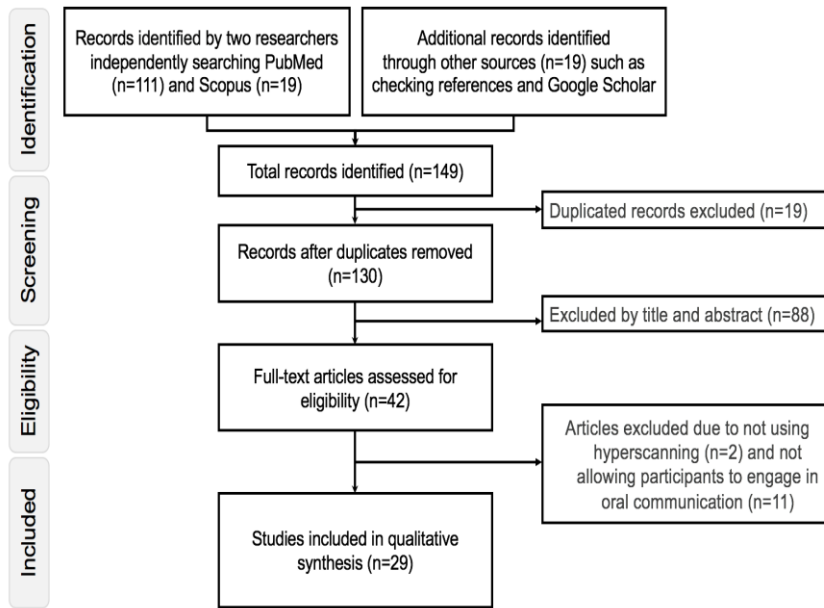 Identification
Records identified by two researchers
independently searching PubMed
(n=111) and Scopus (n=19)
Additional records identified
through other sources (n=19) such as
checking references and Google Scholar
Total records identified (n=149)
Screening
Duplicated records excluded (n=19)
Records after duplicates removed
(n=130)
Excluded by title and abstract (n=88)
Eligibility
Full-text articles assessed for
eligibility (n=42)
Articles excluded due to not using
hyperscanning (n=2) and not
allowing participants to engage in
oral communication (n=11)
Included
Studies included in qualitative
synthesis (n=29)